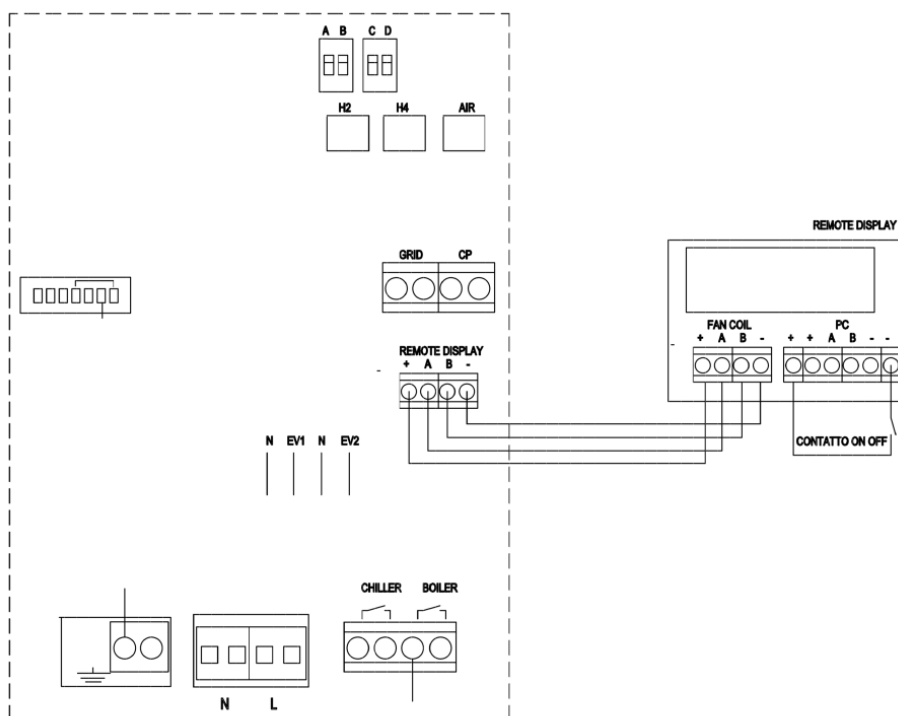 A B C D
H2 H4 AIR
REMOTE DISPLAY
GRID CP
FAN COIL PC
+ A B - + + A B - -
REMOTE DISPLAY
+ A B -
N EV1 N EV2
CONTATTO ON OFF
CHILLER BOILER
N L